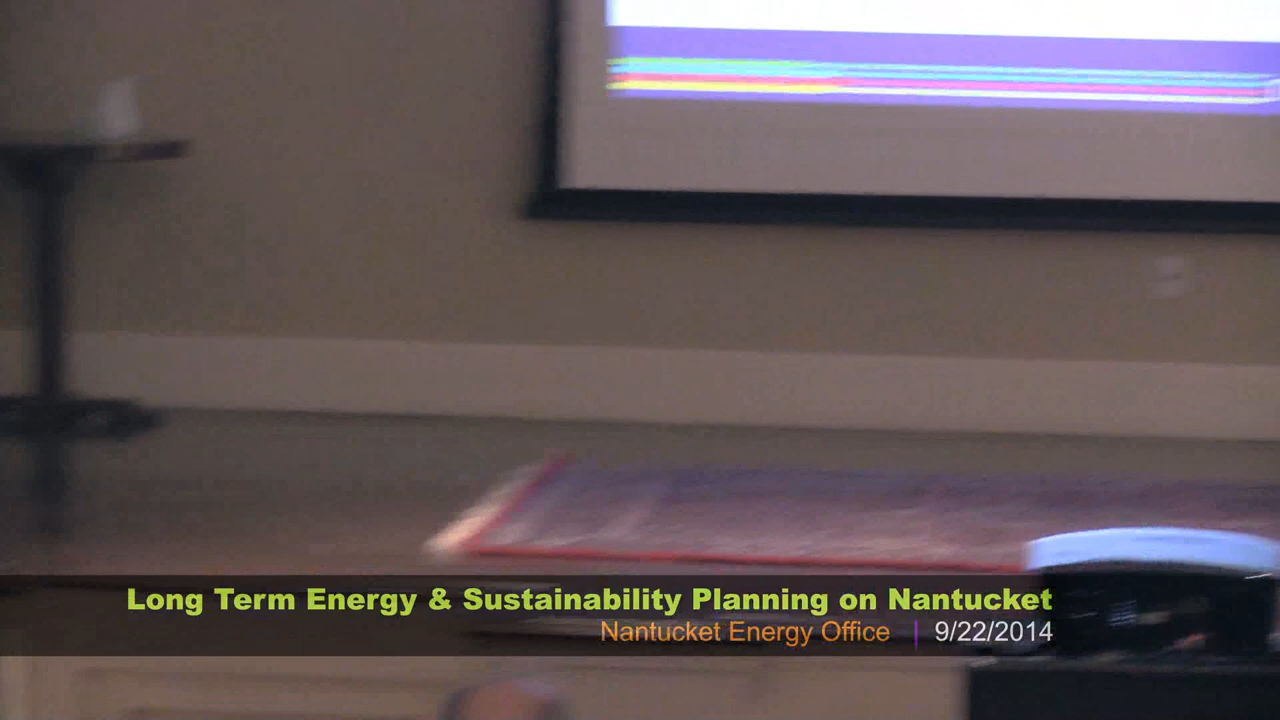 Long Term Energy & Sustainability Planning on Nantucket
Nantucket Energy Office | 9/22/2014